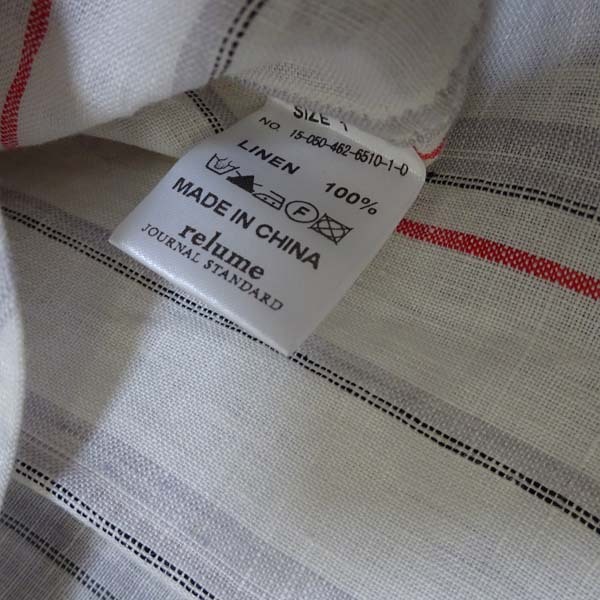 SIZE 1
NO. 15-050-462-6510-1-0
LINEN 100%
F
MADE IN CHINA
relume
JOURNAL STANDARD